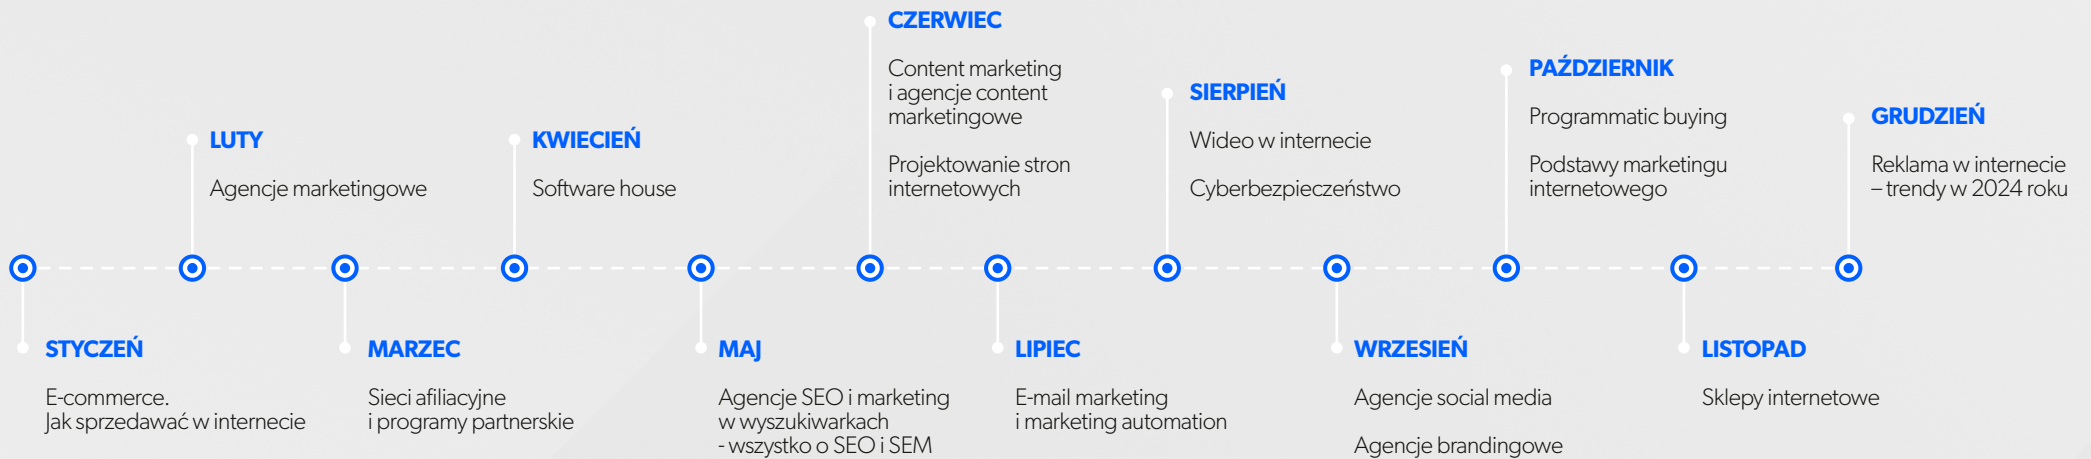 STYCZEŃ
E-commerce.
Jak sprzedawać w internecie
LUTY
Agencje marketingowe
MARZEC
Sieci afiliacyjne
i programy partnerskie
KWIECIEŃ
Software house
MAJ
Agencje SEO i marketing
w wyszukiwarkach
- wszystko o SEO i SEM
CZERWIEC
Content marketing
i agencje content
marketingowe
Projektowanie stron
internetowych
LIPIEC
E-mail marketing
i marketing automation
SIERPIEŃ
Wideo w internecie
Cyberbezpieczeństwo
WRZESIEŃ
Agencje social media
Agencje brandingowe
PAŹDZIERNIK
Programmatic buying
Podstawy marketingu
internetowego
LISTOPAD
Sklepy internetowe
GRUDZIEŃ
Reklama w internecie
– trendy w 2024 roku